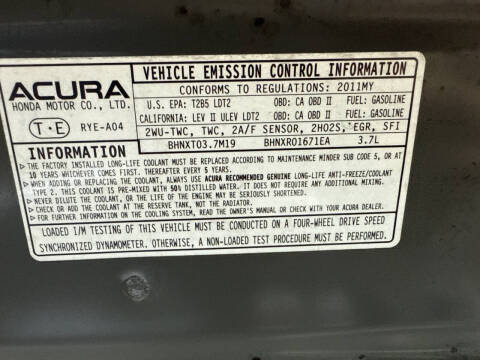 ACURA
HONDA MOTOR CO., LTD.
T•E RYE-A04
VEHICLE EMISSION CONTROL INFORMATION
CONFORMS TO REGULATIONS: 2011MY
U.S. EPA: T2B5 LDT2 OBD: CA OBD II FUEL: GASOLINE
CALIFORNIA: LEV II ULEV LDT2 OBD: CA OBD II FUEL: GASOLINE
2WU-TWC, TWC, 2A/F SENSOR, 2HO2S, EGR, SFI
BHNXT03.7M19 BHNXR01671EA 3.7L
INFORMATION
▷ THE FACTORY INSTALLED LONG-LIFE COOLANT MUST BE REPLACED ACCORDING TO MAINTENANCE MINDER SUB CODE 5, OR AT
10 YEARS WHICHEVER COMES FIRST. THEREAFTER EVERY 5 YEARS.
▷ WHEN ADDING OR REPLACING COOLANT, ALWAYS USE ACURA RECOMMENDED GENUINE LONG-LIFE ANTI-FREEZE/COOLANT
TYPE 2. THIS COOLANT IS PRE-MIXED WITH 50% DISTILLED WATER. IT DOES NOT REQUIRE ANY ADDITIONAL MIXING.
▷ NEVER USE NON-DISTILLED WATER, OR THE LIFE OF THE ENGINE MAY BE SERIOUSLY SHORTENED.
▷ CHECK OR ADD THE COOLANT AT THE RESERVE TANK, NOT THE RADIATOR.
▷ FOR FURTHER INFORMATION ON THE COOLING SYSTEM, READ THE OWNER'S MANUAL OR CONTACT WITH YOUR ACURA DEALER.
LOADED I/M TESTING OF THIS VEHICLE MUST BE CONDUCTED ON A FOUR-WHEEL DRIVE SPEED
SYNCHRONIZED DYNAMOMETER. OTHERWISE, A NON-LOADED TEST PROCEDURE MUST BE PERFORMED.